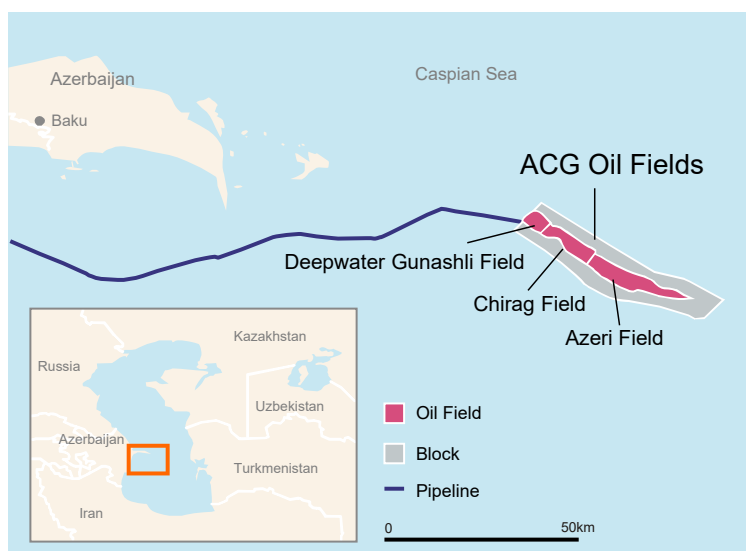 Azerbaijan
Caspian Sea
Baku
ACG Oil Fields
Deepwater Gunashli Field
Chirag Field
Azeri Field
Kazakhstan
Russia
Uzbekistan
Azerbaijan
Turkmenistan
Iran
Oil Field
Block
Pipeline
0 50km